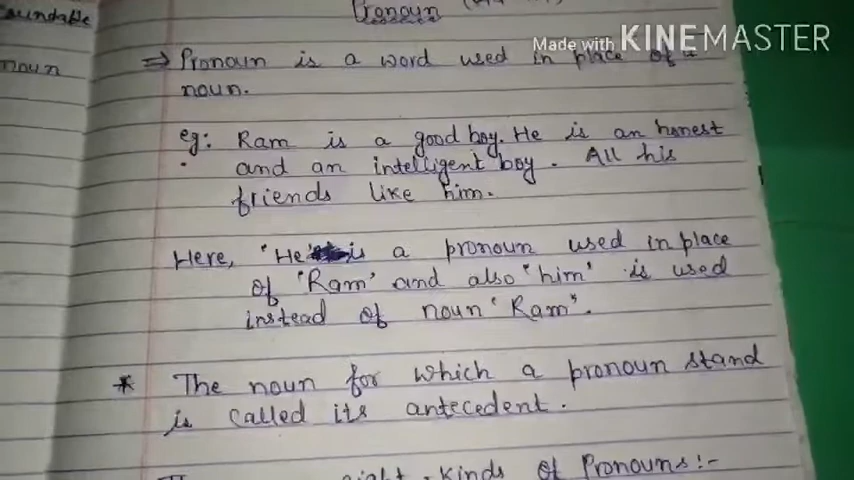 oundable
noun
Pronoun
Made with KINEMASTER
⇒ Pronoun is a word used in place of a
noun.
eg: Ram is a good boy. He is an honest
and an intelligent boy. All his
friends like him.
Here, 'He' is a pronoun used in place
of 'Ram' and also "him' is used
instead of noun "Ram".
* The noun for which a pronoun stand
is called its antecedent.
eight kinds of Pronouns:-